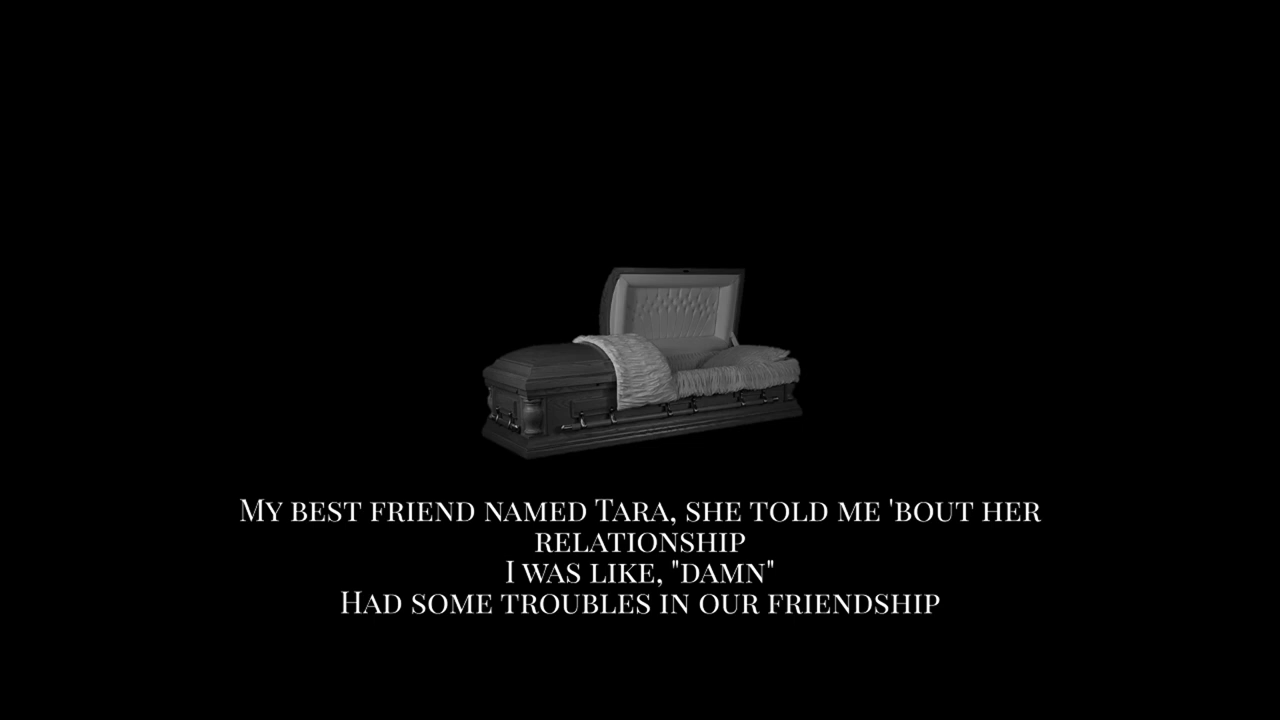 My best friend named Tara, she told me 'bout her
relationship
I was like, "damn"
Had some troubles in our friendship